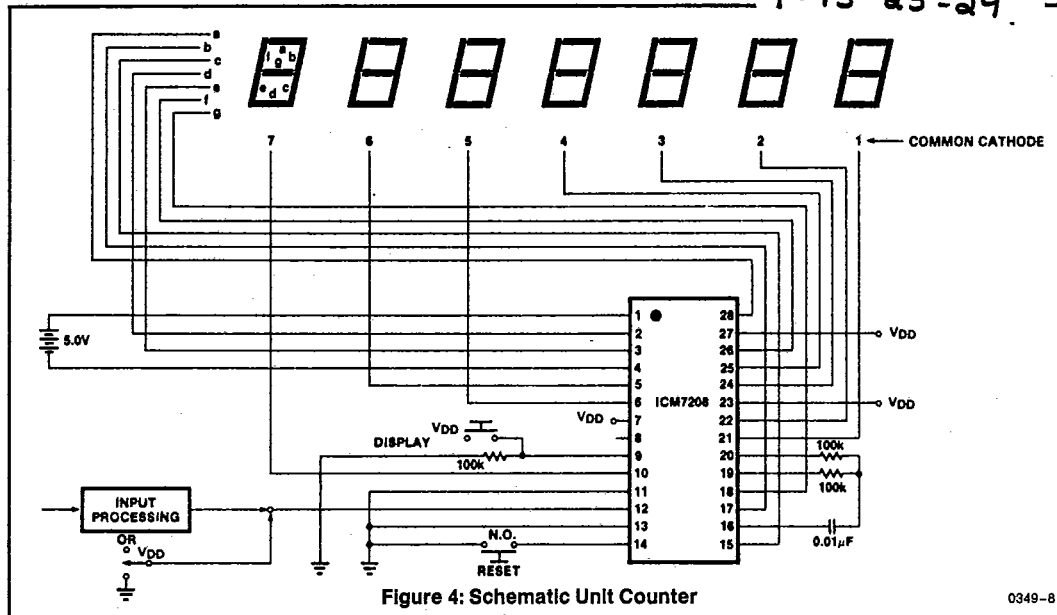 T-13-25-29
a
b
c
d
e
f
g
a
f b
g
e c
d
7 6 5 4 3 2 1
COMMON CATHODE
5.0V
1 28
2 27 VDD
3 26
4 25
5 24
6 ICM7208 23 VDD
VDD 7 22
8 21
VDD
DISPLAY
100k
9 20 100k
10 19 100k
11 18
12 17
13 16 0.01μF
14 15
INPUT
PROCESSING
OR
VDD
N.O.
RESET
Figure 4: Schematic Unit Counter
0349-8